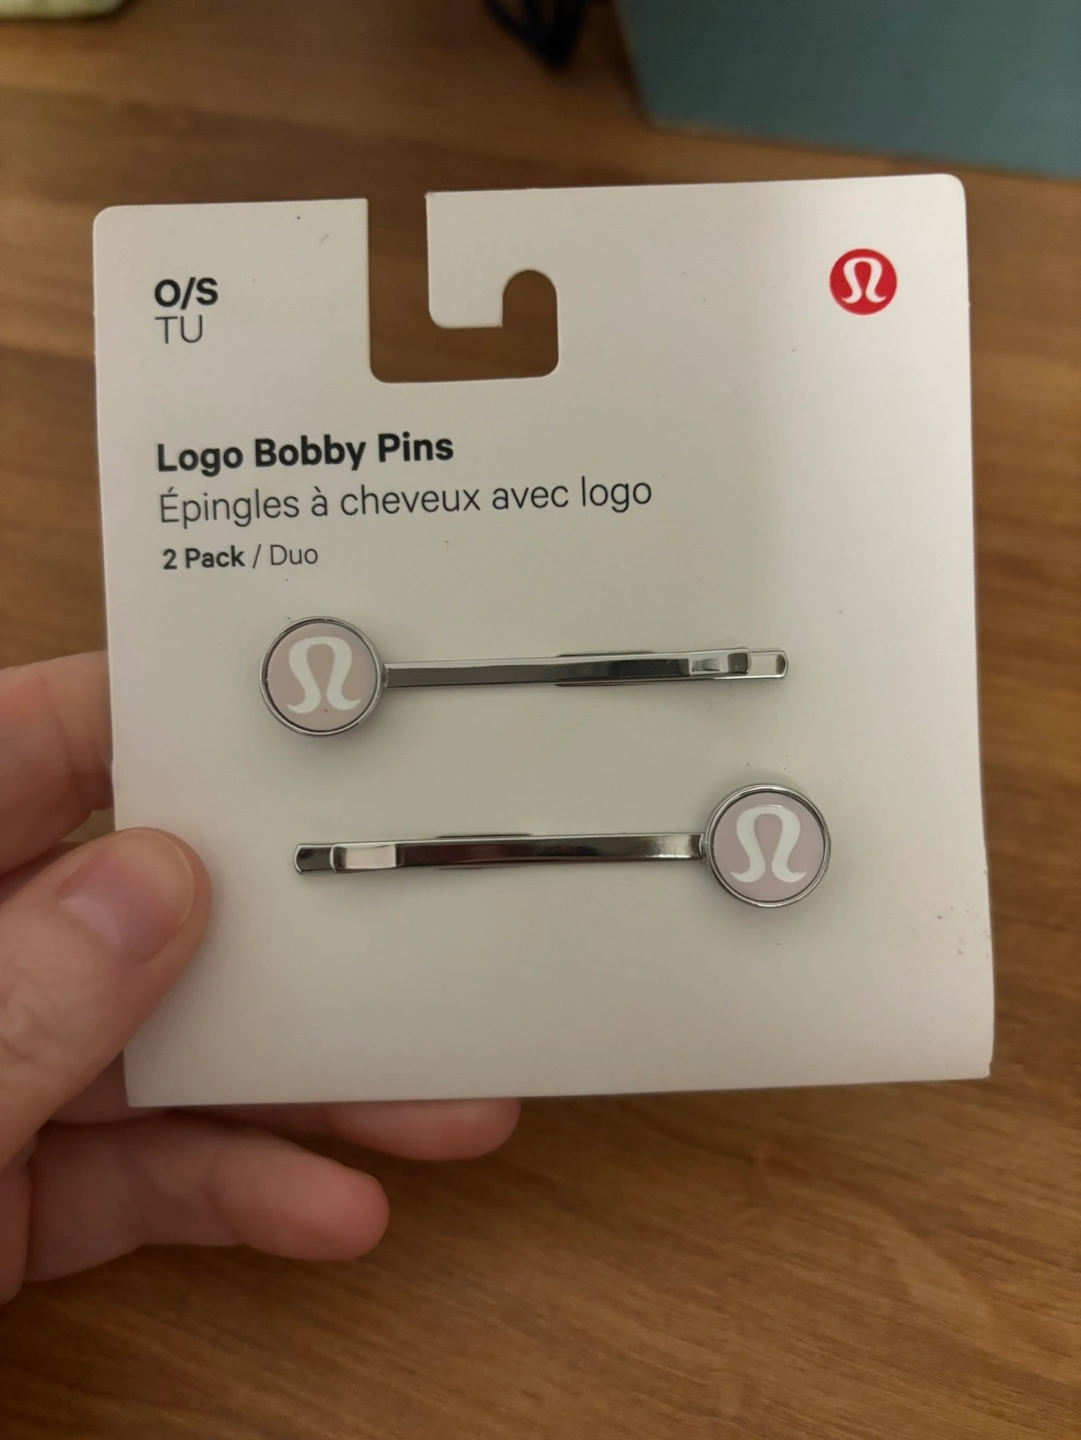 O/S
TU
Logo Bobby Pins
Épingles à cheveux avec logo
2 Pack / Duo